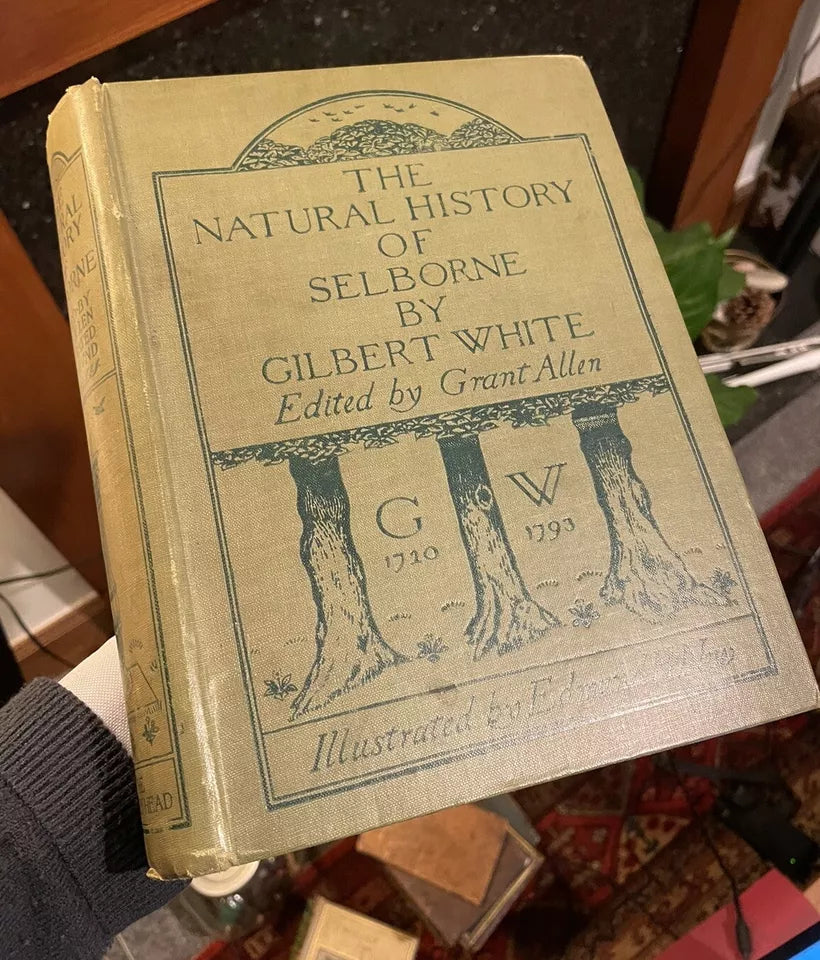 THE
NATURAL HISTORY
OF
SELBORNE
BY
GILBERT WHITE
Edited by Grant Allen
G W
1720 1793
Illustrated by